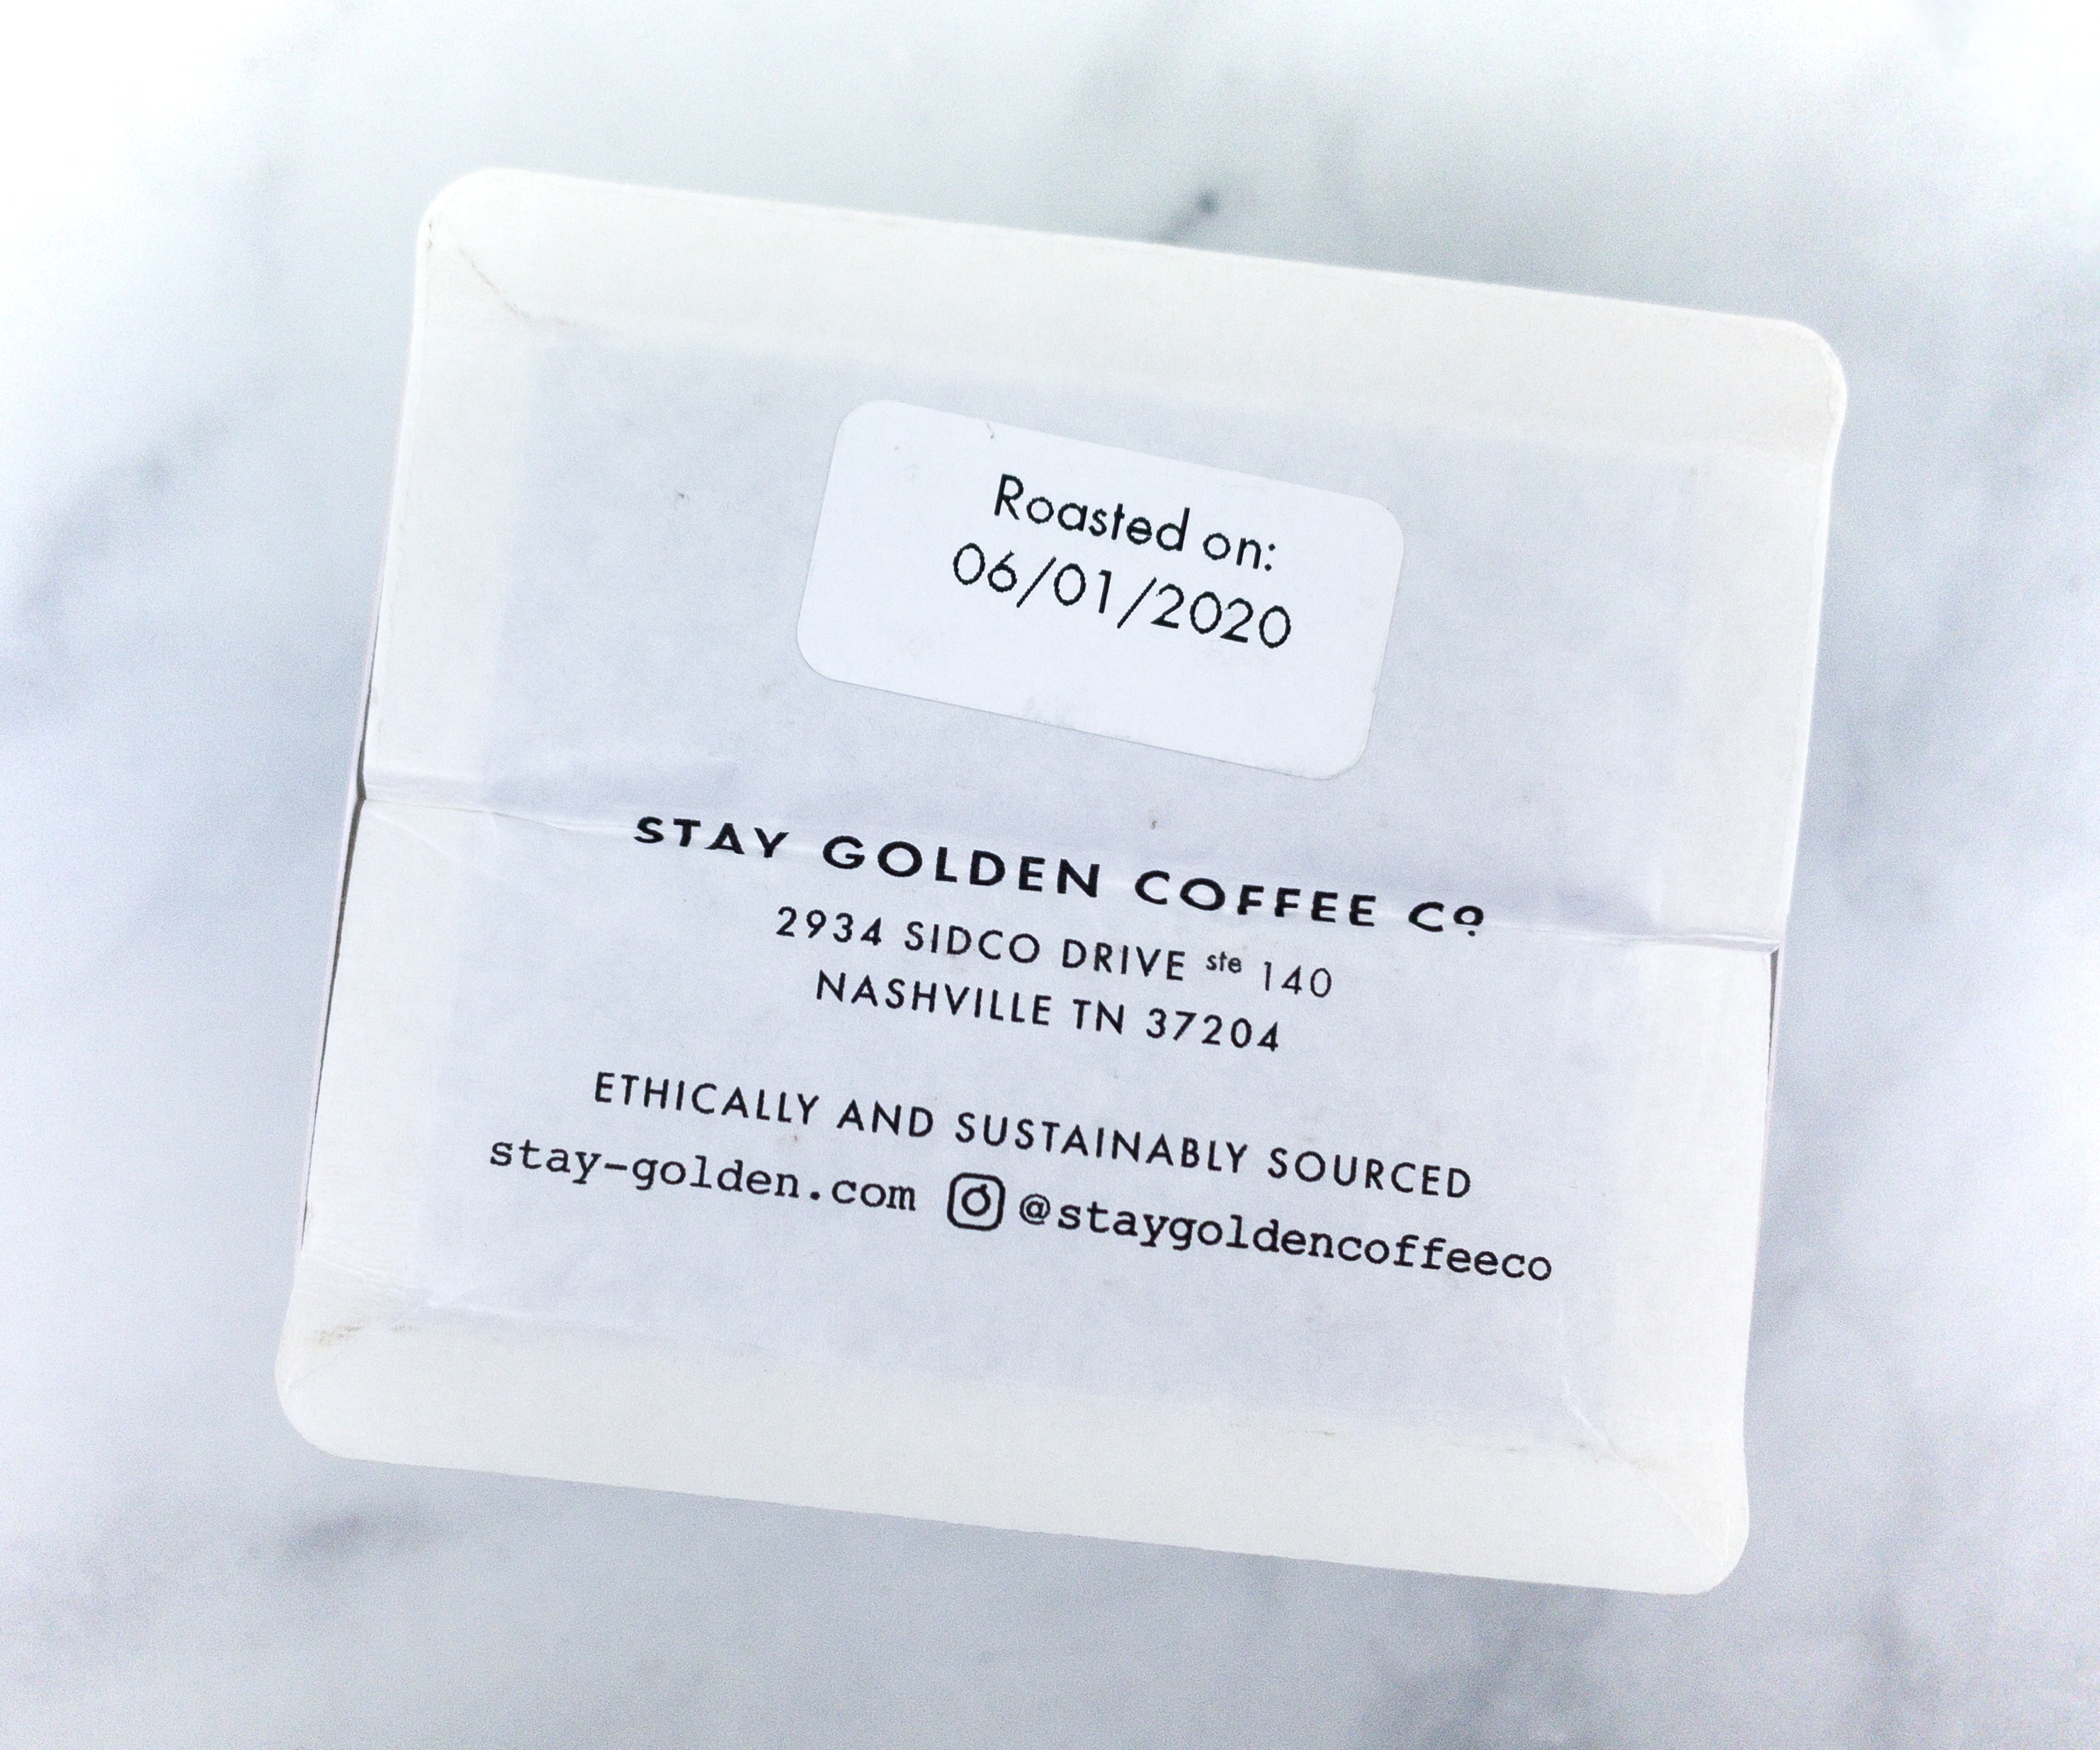 Roasted on:
06/01/2020
STAY GOLDEN COFFEE Cº
2934 SIDCO DRIVE ste 140
NASHVILLE TN 37204
ETHICALLY AND SUSTAINABLY SOURCED
stay-golden.com @staygoldencoffeeco